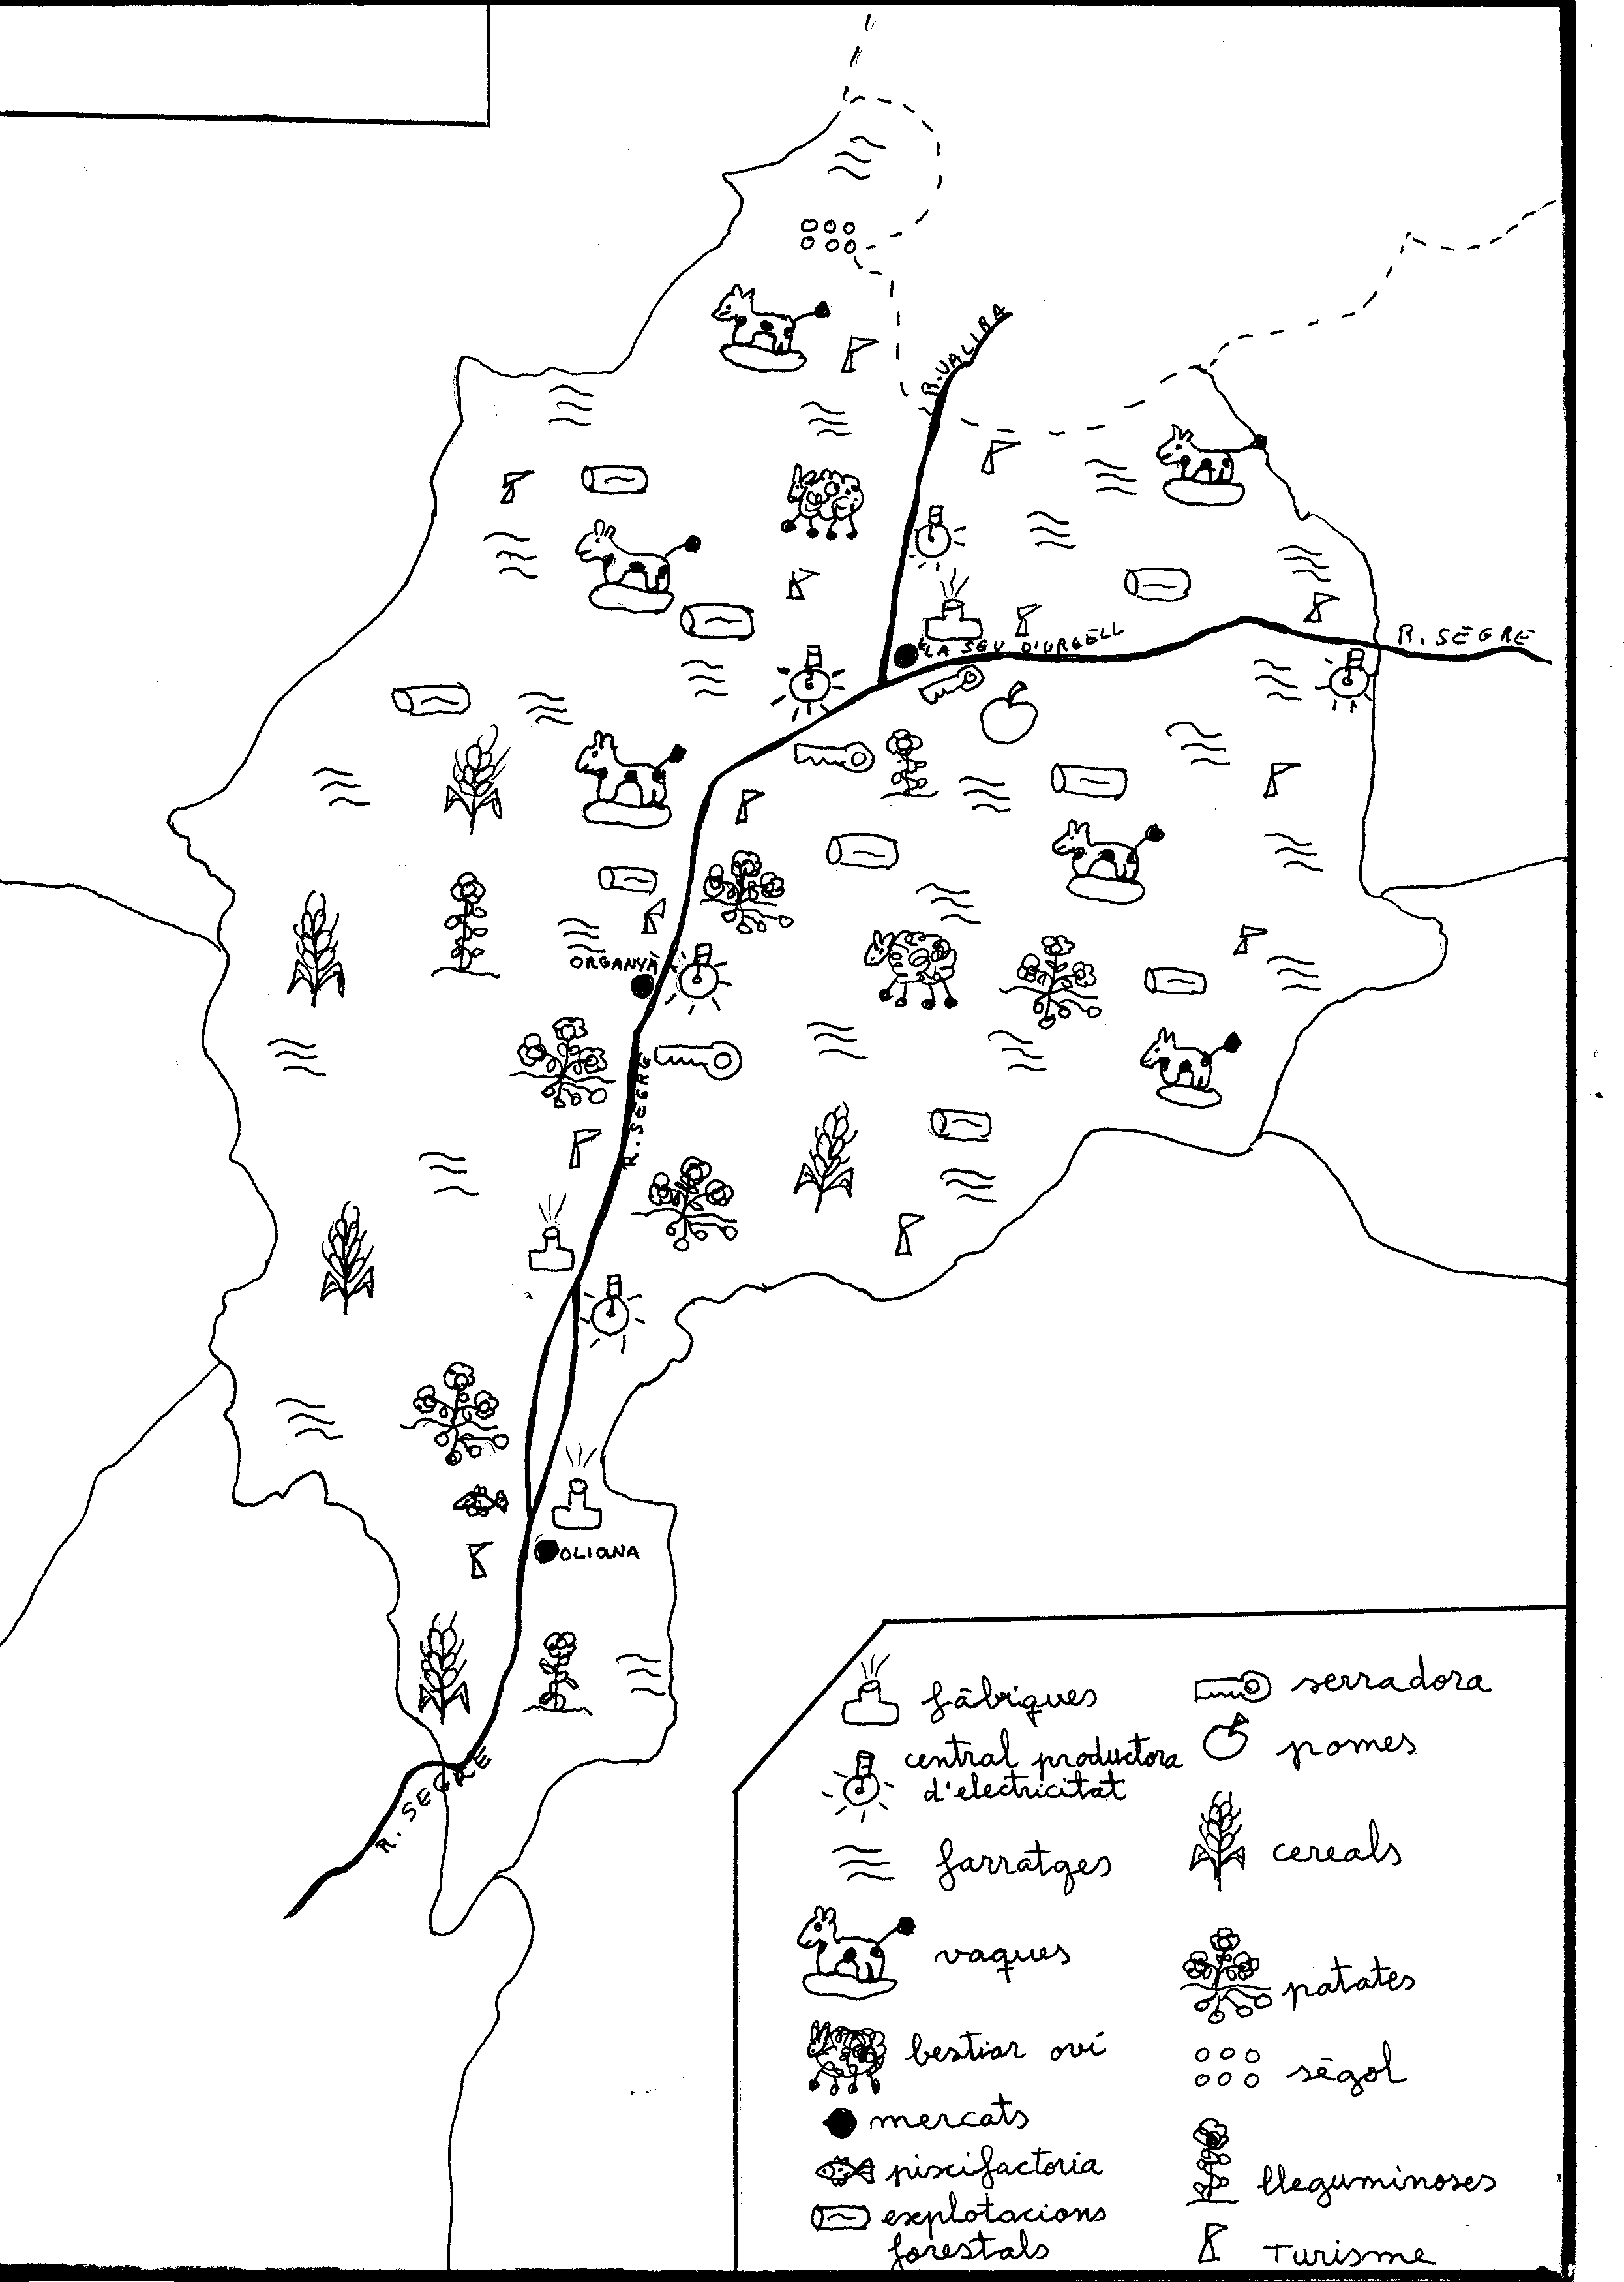 R. VALIRA
LA SEU D'URGELL
R. SEGRE
ORGANYÀ
R. SEGRE
OLIANA
R. SEGRE
fàbriques
central productora
d'electricitat
farratges
vaques
bestiar oví
mercats
piscifactoria
explotacions
forestals
serradora
pomes
cereals
patates
sègol
lleguminoses
Turisme